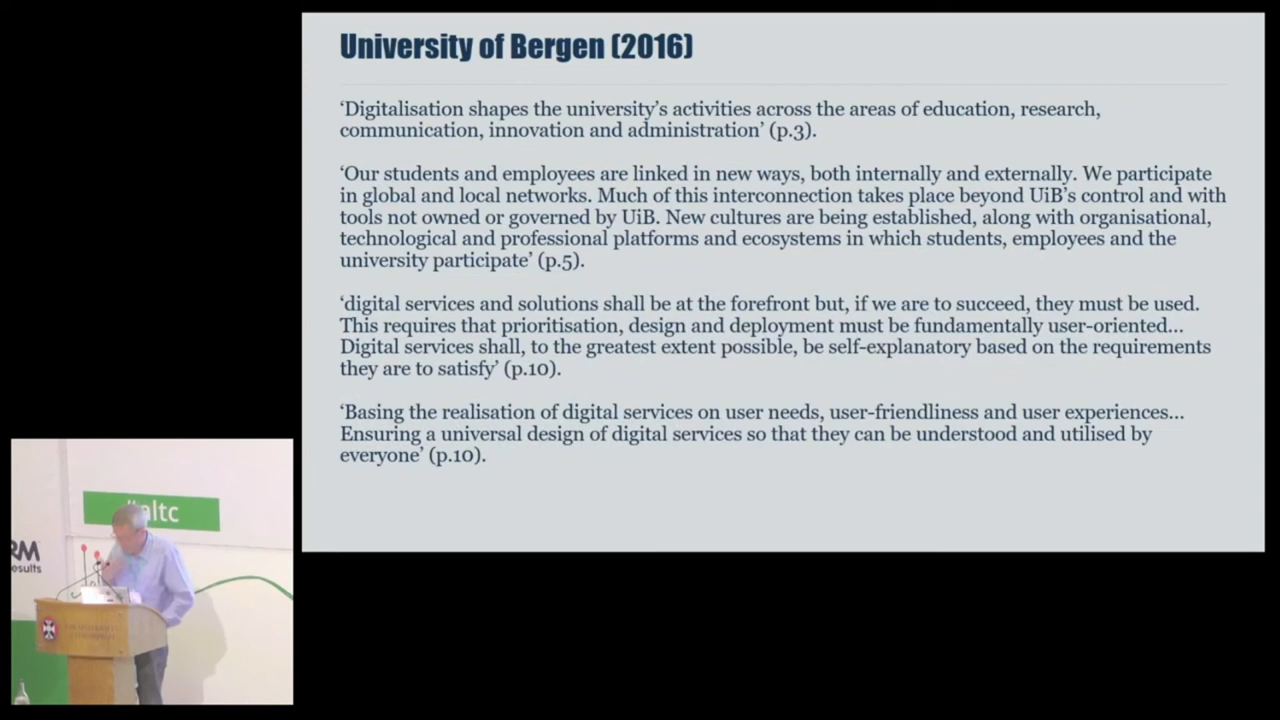 University of Bergen (2016)
‘Digitalisation shapes the university’s activities across the areas of education, research,
communication, innovation and administration’ (p.3).
‘Our students and employees are linked in new ways, both internally and externally. We participate
in global and local networks. Much of this interconnection takes place beyond UiB’s control and with
tools not owned or governed by UiB. New cultures are being established, along with organisational,
technological and professional platforms and ecosystems in which students, employees and the
university participate’ (p.5).
‘digital services and solutions shall be at the forefront but, if we are to succeed, they must be used.
This requires that prioritisation, design and deployment must be fundamentally user-oriented...
Digital services shall, to the greatest extent possible, be self-explanatory based on the requirements
they are to satisfy’ (p.10).
‘Basing the realisation of digital services on user needs, user-friendliness and user experiences...
Ensuring a universal design of digital services so that they can be understood and utilised by
everyone’ (p.10).
#altc
RM
esults